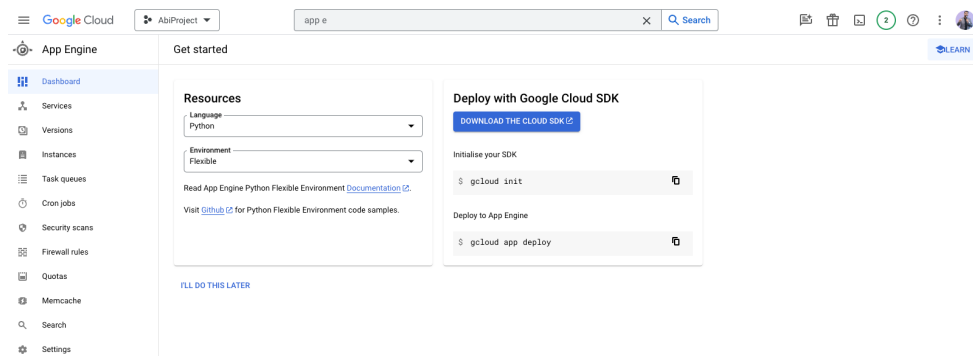 Google Cloud
AbiProject
app e
Search
2
App Engine
Get started
LEARN
Dashboard
Services
Versions
Instances
Task queues
Cron jobs
Security scans
Firewall rules
Quotas
Memcache
Search
Settings
Resources
Language
Python
Environment
Flexible
Read App Engine Python Flexible Environment Documentation.
Visit Github for Python Flexible Environment code samples.
I'LL DO THIS LATER
Deploy with Google Cloud SDK
DOWNLOAD THE CLOUD SDK
Initialise your SDK
$ gcloud init
Deploy to App Engine
$ gcloud app deploy